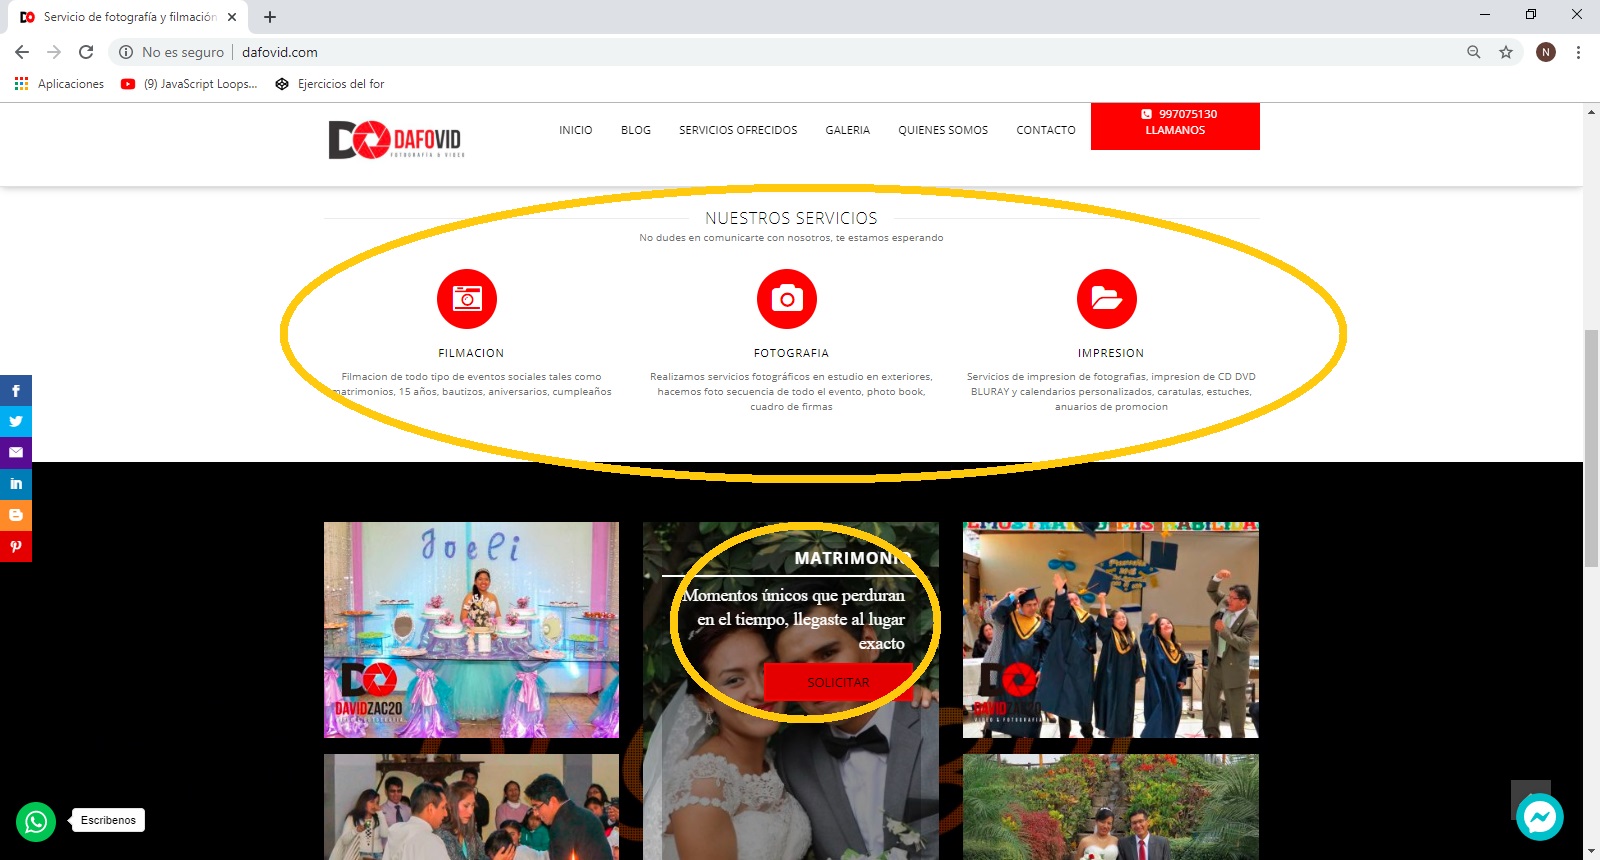 Servicio de fotografía y filmación
No es seguro
dafovid.com
Aplicaciones
(9) JavaScript Loops...
Ejercicios del for
N
DAFOVID
FOTOGRAFIA & VIDEO
INICIO
BLOG
SERVICIOS OFRECIDOS
GALERIA
QUIENES SOMOS
CONTACTO
997075130
LLAMANOS
NUESTROS SERVICIOS
No dudes en comunicarte con nosotros, te estamos esperando
FILMACION
Filmacion de todo tipo de eventos sociales tales como
matrimonios, 15 años, bautizos, aniversarios, cumpleaños
FOTOGRAFIA
Realizamos servicios fotográficos en estudio en exteriores,
hacemos foto secuencia de todo el evento, photo book,
cuadro de firmas
IMPRESION
Servicios de impresion de fotografias, impresion de CD DVD
BLURAY y calendarios personalizados, caratulas, estuches,
anuarios de promocion
Joeli
DAVIDZAC20
MATRIMONIO
Momentos únicos que perduran
en el tiempo, llegaste al lugar
exacto
SOLICITAR
DAVIDZAC20
VIDEO & FOTOGRAFIA
Escribenos